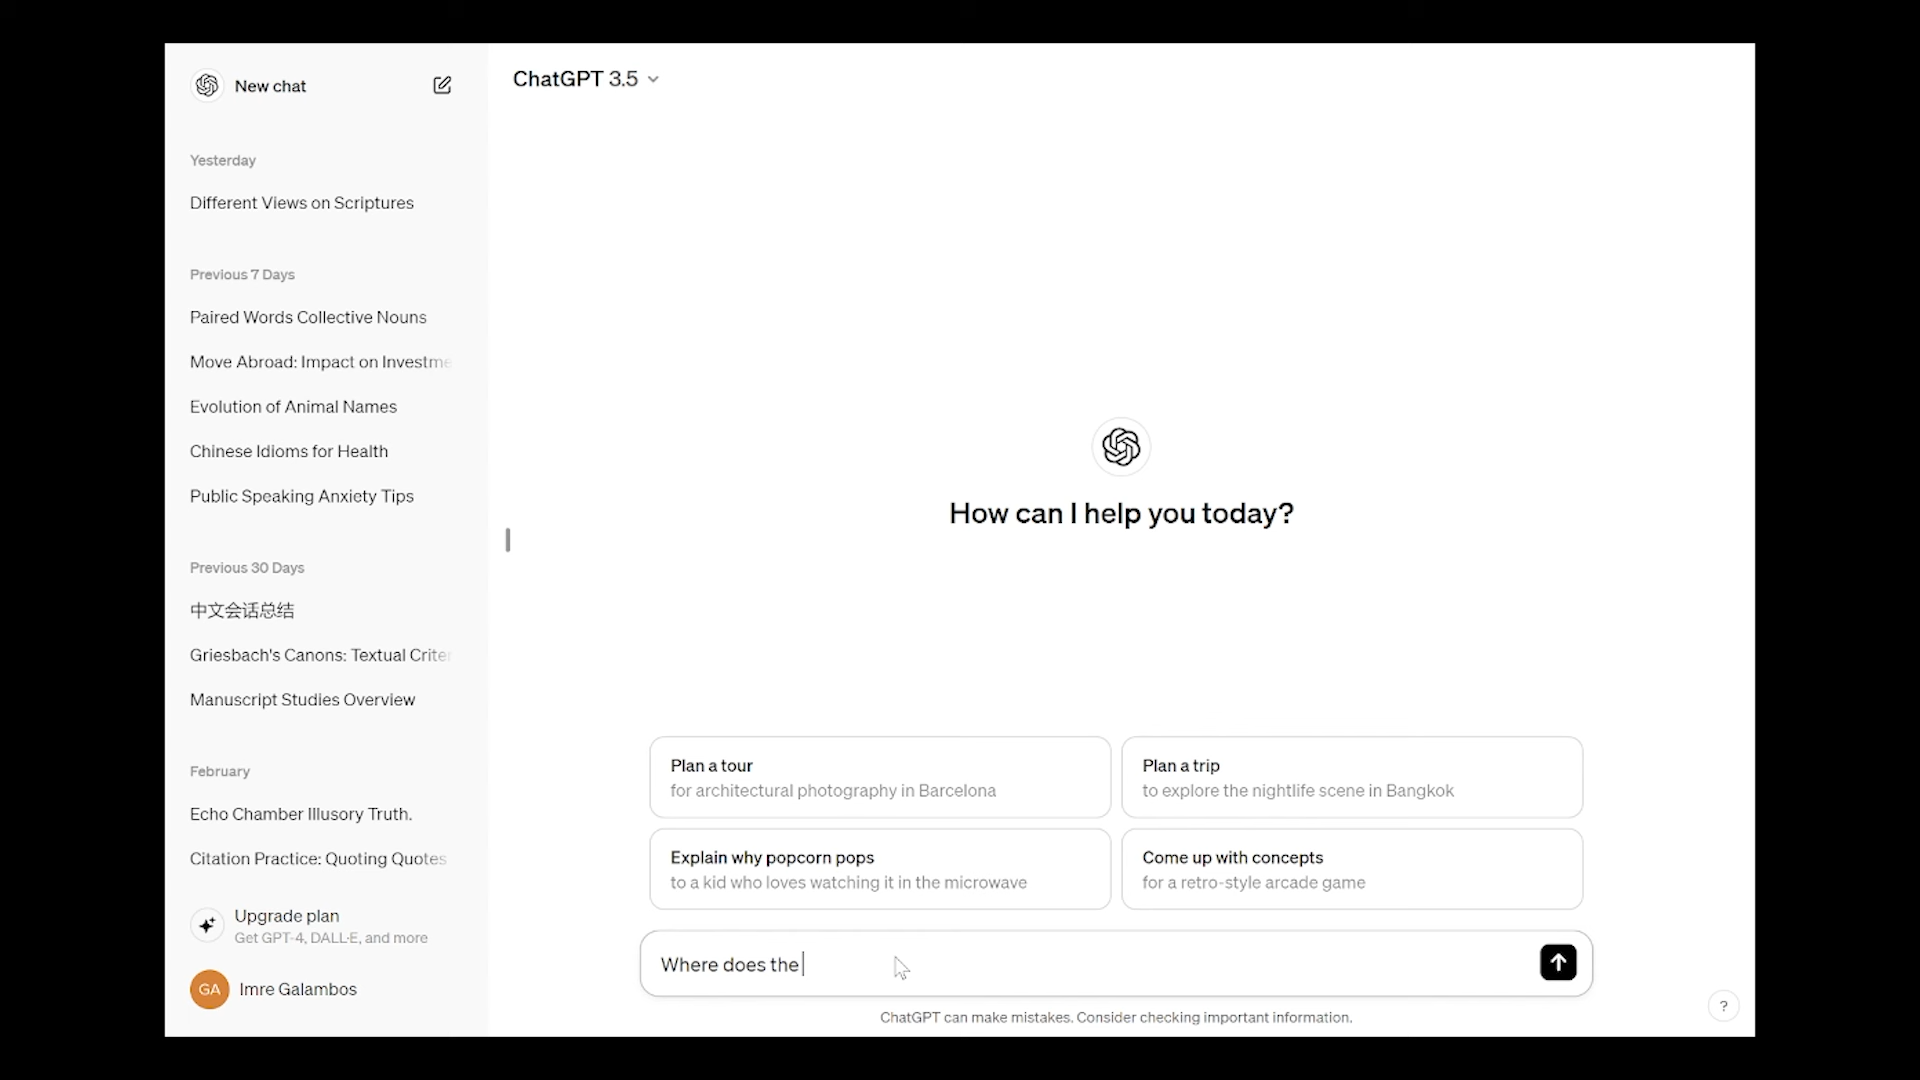 New chat
ChatGPT 3.5
Yesterday
Different Views on Scriptures
Previous 7 Days
Paired Words Collective Nouns
Move Abroad: Impact on Investme
Evolution of Animal Names
Chinese Idioms for Health
Public Speaking Anxiety Tips
Previous 30 Days
中文会话总结
Griesbach's Canons: Textual Criter
Manuscript Studies Overview
February
Echo Chamber Illusory Truth.
Citation Practice: Quoting Quotes
Upgrade plan
Get GPT-4, DALL·E, and more
GA Imre Galambos
How can I help you today?
Plan a tour
for architectural photography in Barcelona
Plan a trip
to explore the nightlife scene in Bangkok
Explain why popcorn pops
to a kid who loves watching it in the microwave
Come up with concepts
for a retro-style arcade game
Where does the
ChatGPT can make mistakes. Consider checking important information.
?